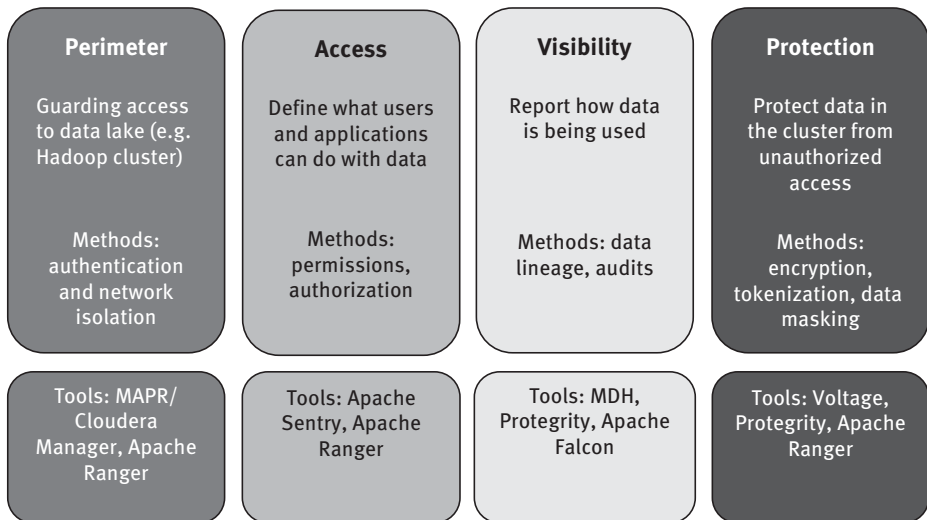 Perimeter
Guarding access
to data lake (e.g.
Hadoop cluster)
Methods:
authentication
and network
isolation
Access
Define what users
and applications
can do with data
Methods:
permissions,
authorization
Visibility
Report how data
is being used
Methods: data
lineage, audits
Protection
Protect data in
the cluster from
unauthorized
access
Methods:
encryption,
tokenization, data
masking
Tools: MAPR/
Cloudera
Manager, Apache
Ranger
Tools: Apache
Sentry, Apache
Ranger
Tools: MDH,
Protegrity, Apache
Falcon
Tools: Voltage,
Protegrity, Apache
Ranger